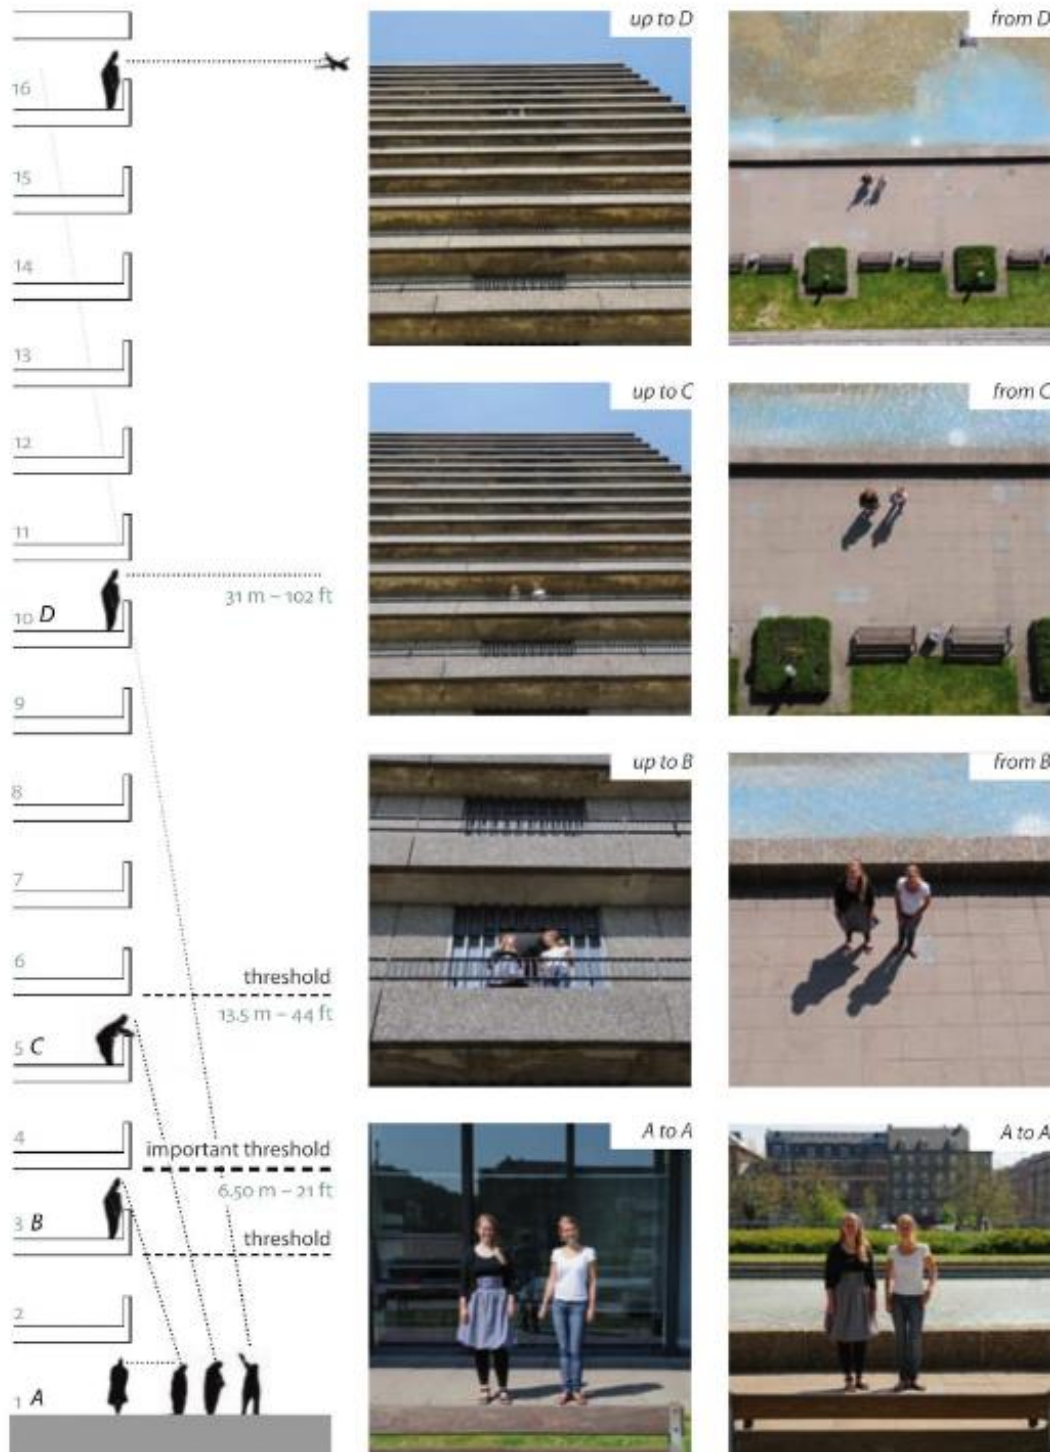 16
15
14
13
12
11
31 m – 102 ft
10 D
9
8
7
6
threshold
13.5 m – 44 ft
5 C
4
important threshold
6.50 m – 21 ft
3 B
threshold
2
1 A
up to D
from D
up to C
from C
up to B
from B
A to A
A to A